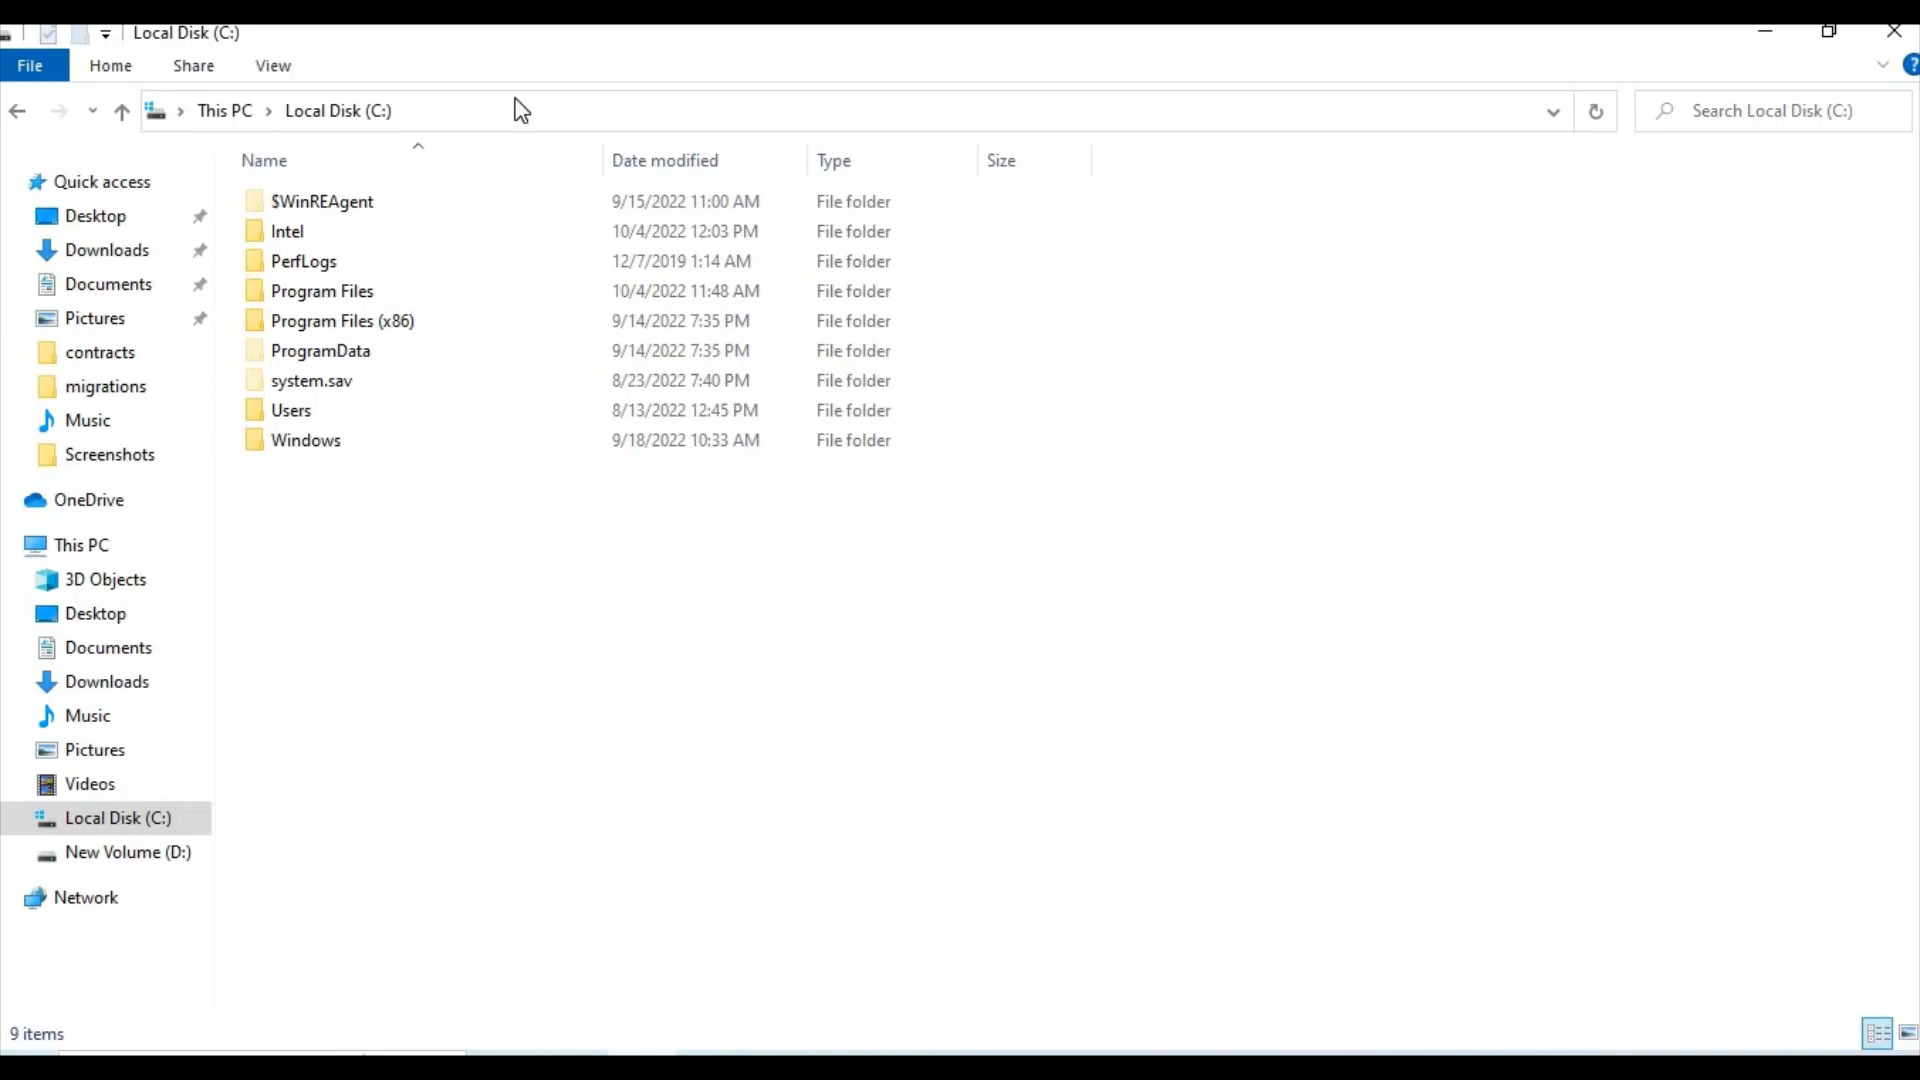 Local Disk (C:)
File Home Share View ?
This PC Local Disk (C:) Search Local Disk (C:)
Name Date modified Type Size
$WinREAgent 9/15/2022 11:00 AM File folder
Intel 10/4/2022 12:03 PM File folder
PerfLogs 12/7/2019 1:14 AM File folder
Program Files 10/4/2022 11:48 AM File folder
Program Files (x86) 9/14/2022 7:35 PM File folder
ProgramData 9/14/2022 7:35 PM File folder
system.sav 8/23/2022 7:40 PM File folder
Users 8/13/2022 12:45 PM File folder
Windows 9/18/2022 10:33 AM File folder
Quick access
Desktop
Downloads
Documents
Pictures
contracts
migrations
Music
Screenshots
OneDrive
This PC
3D Objects
Desktop
Documents
Downloads
Music
Pictures
Videos
Local Disk (C:)
New Volume (D:)
Network
9 items